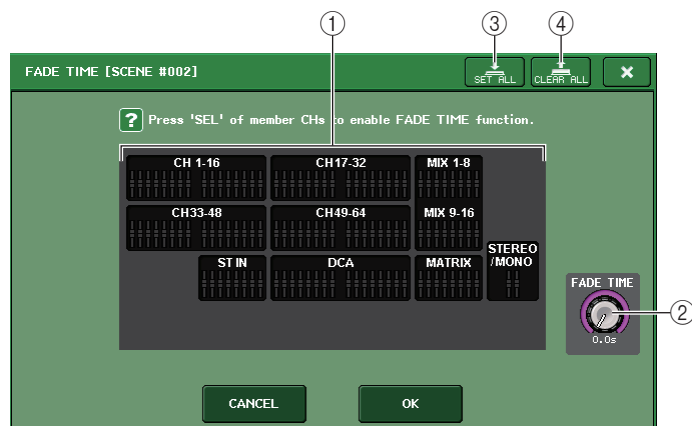 ① ③ ④
FADE TIME [SCENE #002] SET ALL CLEAR ALL ×
? Press 'SEL' of member CHs to enable FADE TIME function.
CH 1-16 CH17-32 MIX 1-8
CH33-48 CH49-64 MIX 9-16
STEREO
/MONO
ST IN DCA MATRIX
FADE TIME
②
0.0s
CANCEL OK